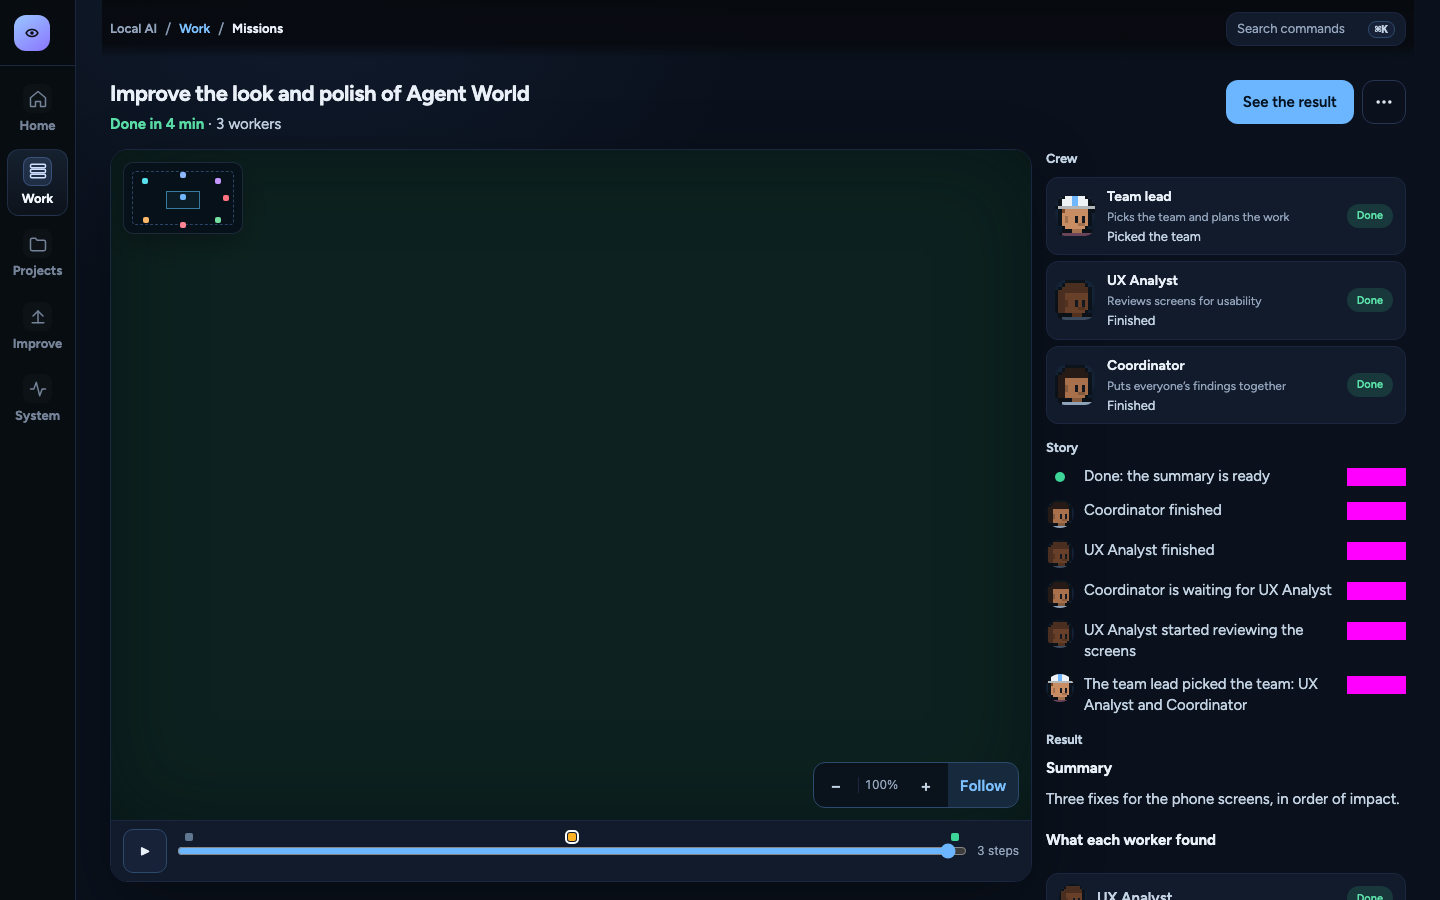 Local AI / Work / Missions
Search commands ⌘K
Home
Work
Projects
Improve
System
Improve the look and polish of Agent World
Done in 4 min · 3 workers
See the result
Crew
Team lead
Picks the team and plans the work
Picked the team
Done
UX Analyst
Reviews screens for usability
Finished
Done
Coordinator
Puts everyone’s findings together
Finished
Done
Story
Done: the summary is ready
Coordinator finished
UX Analyst finished
Coordinator is waiting for UX Analyst
UX Analyst started reviewing the
screens
The team lead picked the team: UX
Analyst and Coordinator
Result
Summary
Three fixes for the phone screens, in order of impact.
What each worker found
UX Analyst
Done
− 100% + Follow
3 steps